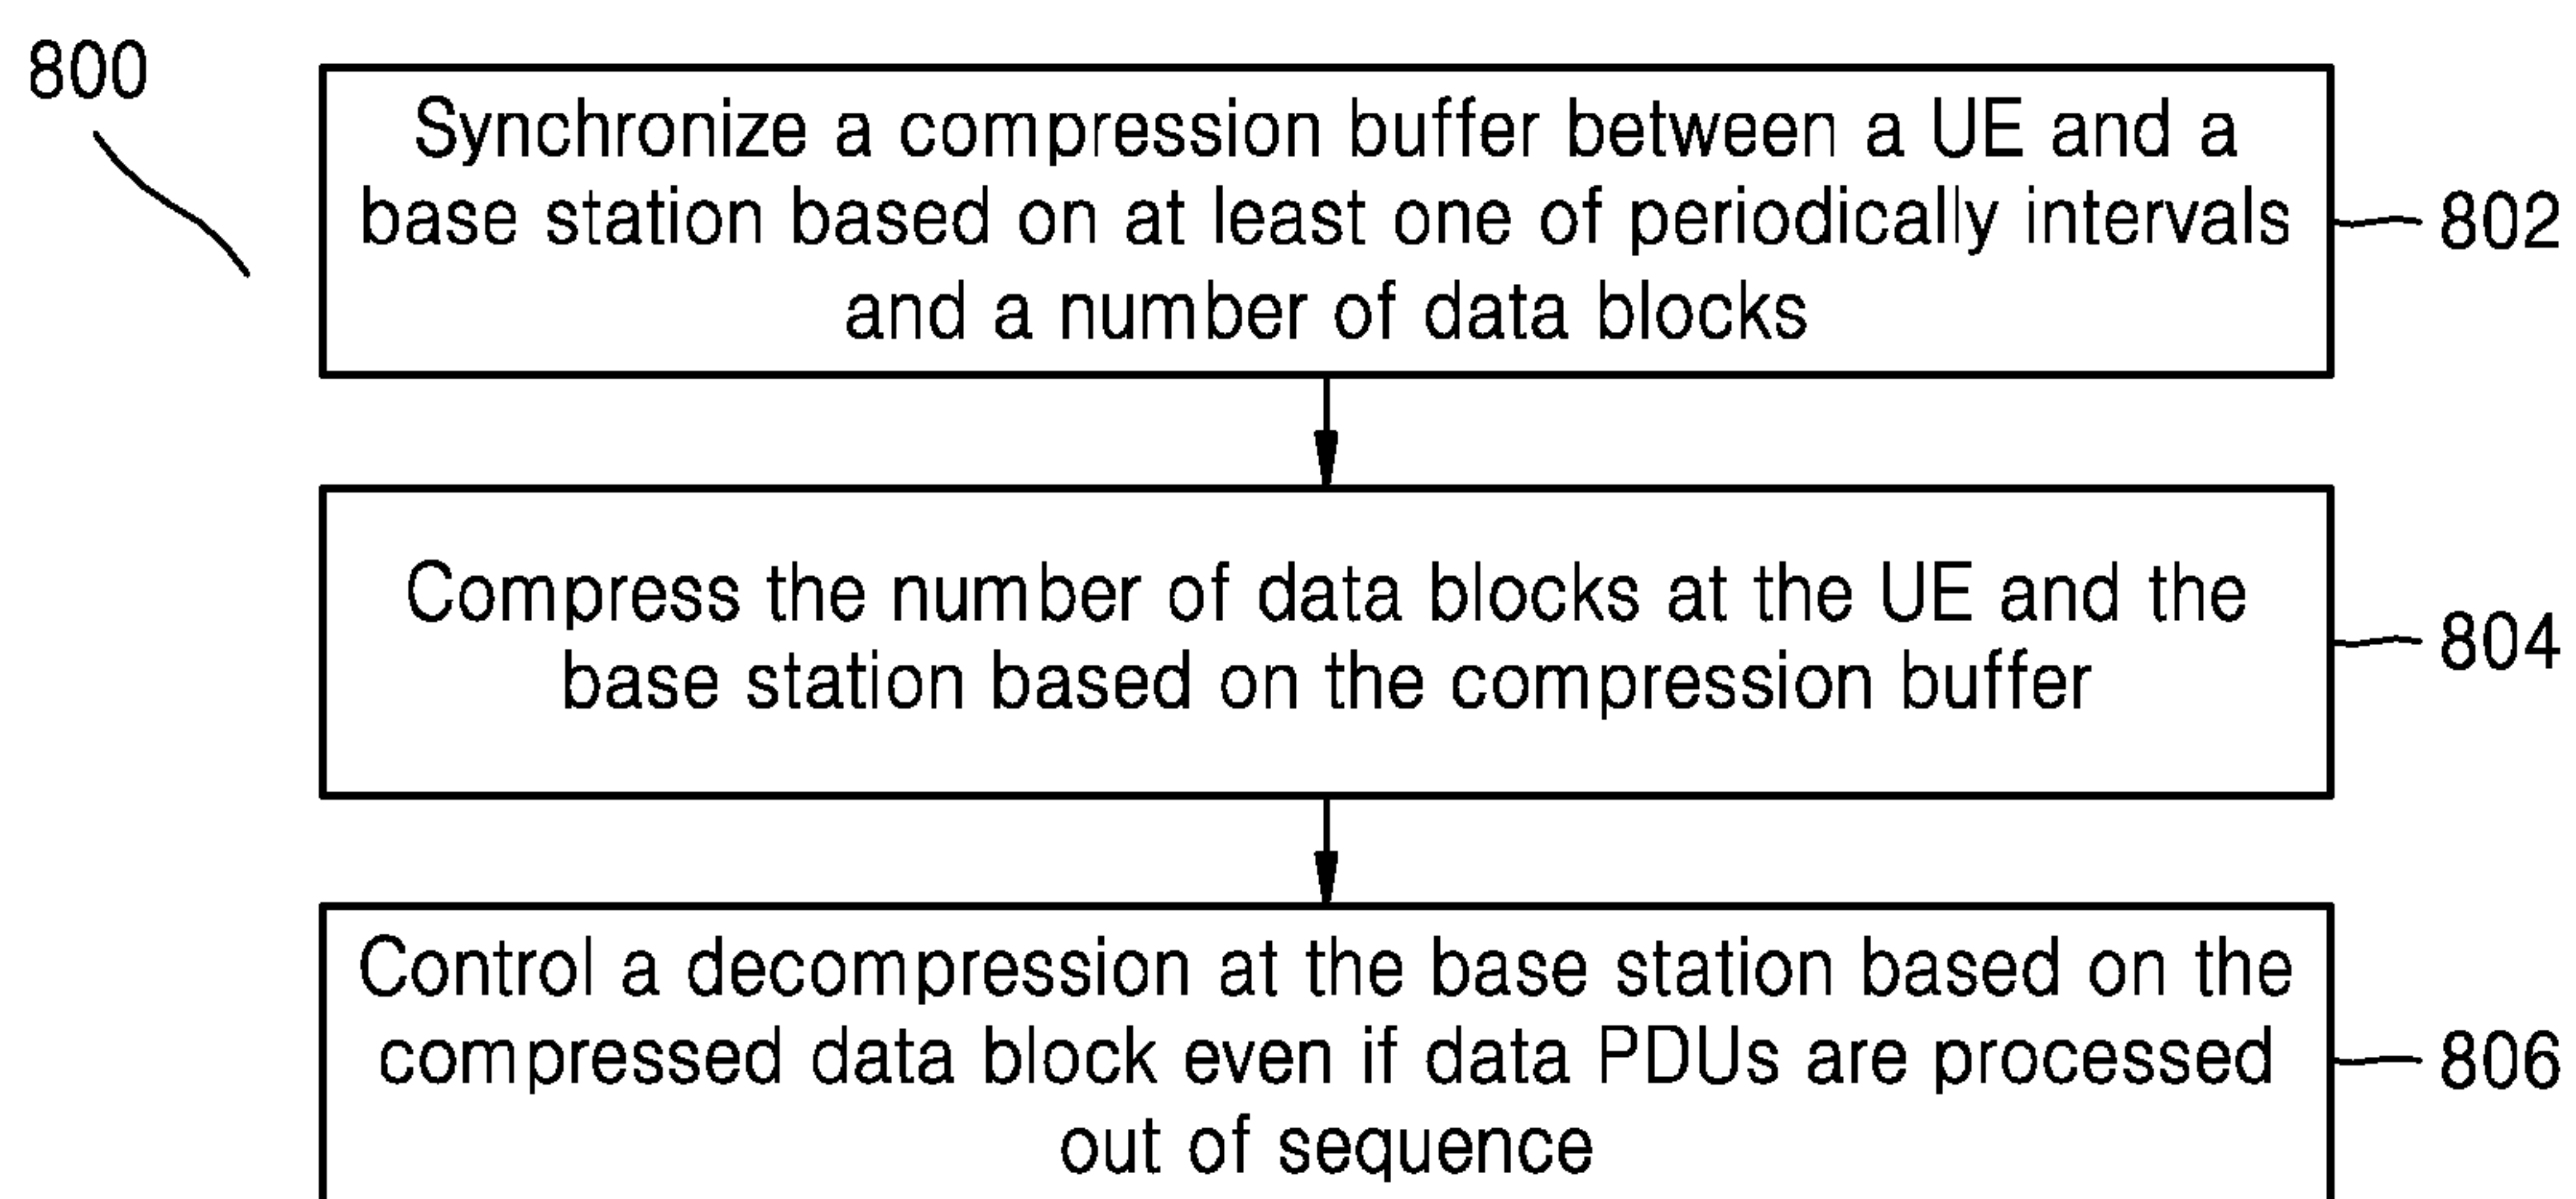 800
Synchronize a compression buffer between a UE and a
base station based on at least one of periodically intervals
and a number of data blocks
802
Compress the number of data blocks at the UE and the
base station based on the compression buffer
804
Control a decompression at the base station based on the
compressed data block even if data PDUs are processed
out of sequence
806